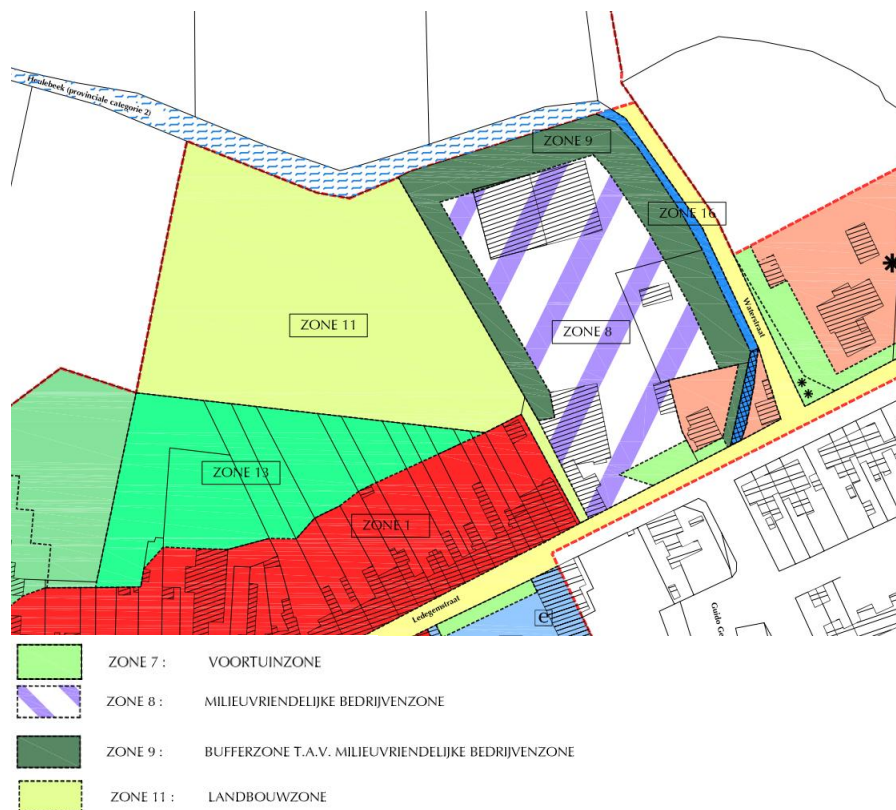 Heulebeek (provinciale categorie 2)
ZONE 9
ZONE 16
ZONE 11
ZONE 8
Waterstraat
ZONE 13
ZONE 1
Ledegemstraat
e
ZONE 7 : VOORTUINZONE
ZONE 8 : MILIEUVRIENDELIJKE BEDRIJVENZONE
ZONE 9 : BUFFERZONE T.A.V. MILIEUVRIENDELIJKE BEDRIJVENZONE
ZONE 11 : LANDBOUWZONE